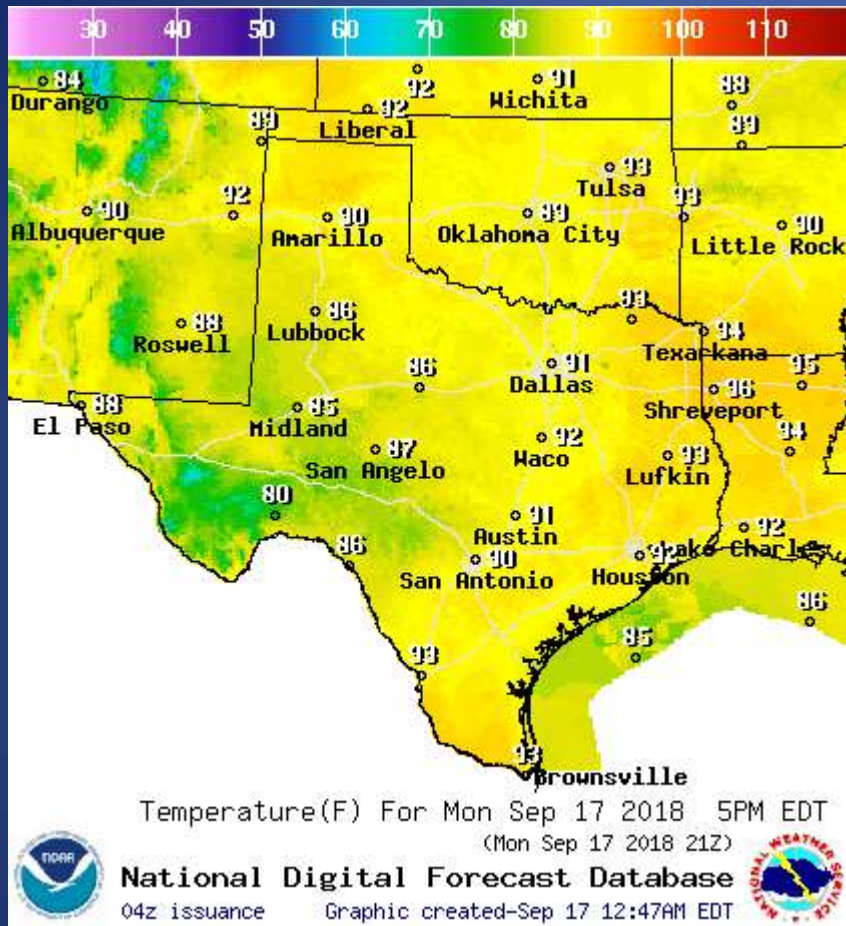 30 40 50 60 70 80 90 100 110
84
Durango
92
91
Wichita
88
92
Liberal
89
93
Tulsa
90
Albuquerque
92
90
Amarillo
89
Oklahoma City
93
90
Little Rock
88
Roswell
86
Lubbock
93
94
Texarkana
86
91
Dallas
95
96
Shreveport
88
El Paso
85
Midland
87
San Angelo
92
Waco
93
Lufkin
94
80
91
Austin
92
Lake Charles
86
90
San Antonio
92
Houston
86
85
93
93
Brownsville
Temperature(F) For Mon Sep 17 2018 5PM EDT
(Mon Sep 17 2018 21Z)
NOAA
National Digital Forecast Database
04z issuance Graphic created-Sep 17 12:47AM EDT
NATIONAL WEATHER SERVICE